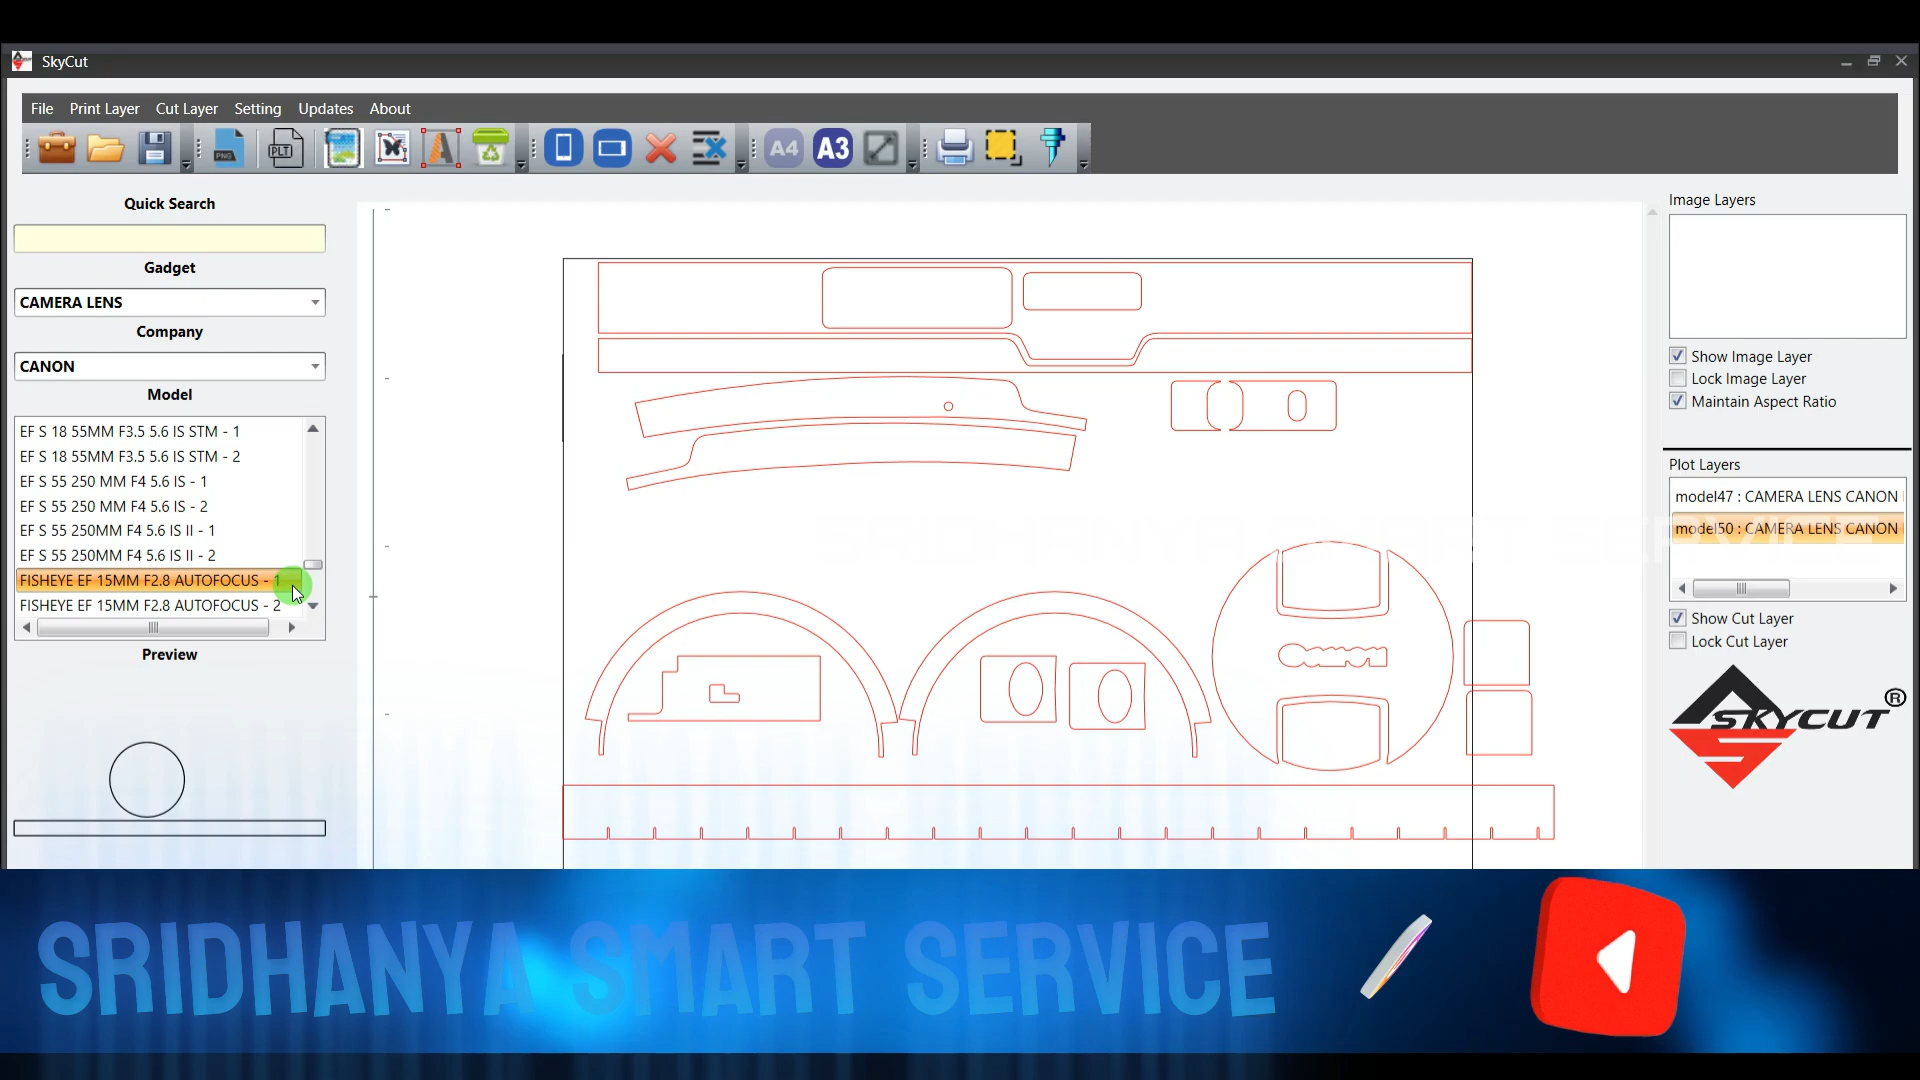 SkyCut
File Print Layer Cut Layer Setting Updates About
PNG PLT A4 A3
Quick Search
Gadget
CAMERA LENS
Company
CANON
Model
EF S 18 55MM F3.5 5.6 IS STM - 1
EF S 18 55MM F3.5 5.6 IS STM - 2
EF S 55 250 MM F4 5.6 IS - 1
EF S 55 250 MM F4 5.6 IS - 2
EF S 55 250MM F4 5.6 IS II - 1
EF S 55 250MM F4 5.6 IS II - 2
FISHEYE EF 15MM F2.8 AUTOFOCUS - 1
FISHEYE EF 15MM F2.8 AUTOFOCUS - 2
Preview
Canon
Image Layers
Show Image Layer
Lock Image Layer
Maintain Aspect Ratio
Plot Layers
model47 : CAMERA LENS CANON
model50 : CAMERA LENS CANON
Show Cut Layer
Lock Cut Layer
SKYCUT ®
SRIDHANYA SMART SERVICE